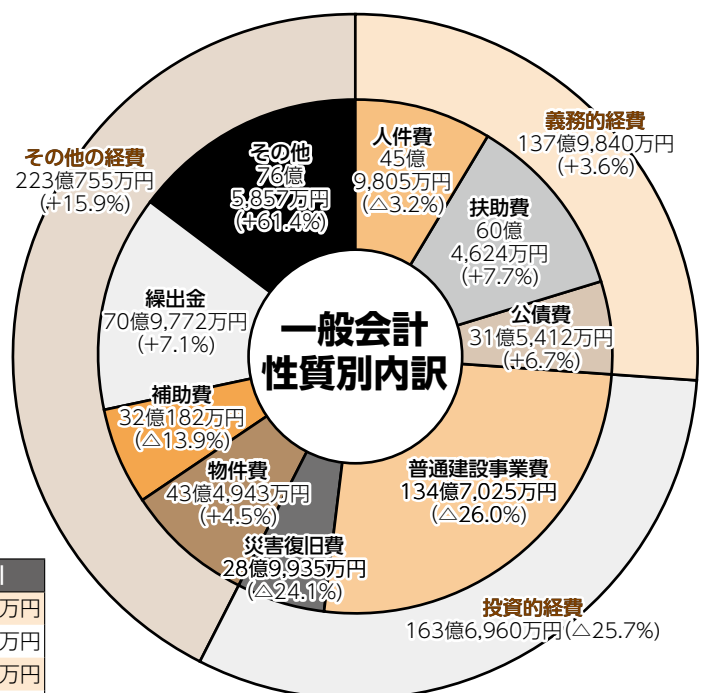 一般会計
性質別内訳
義務的経費
137億9,840万円
(+3.6%)
人件費
45億
9,805万円
(△3.2%)
扶助費
60億
4,624万円
(+7.7%)
公債費
31億5,412万円
(+6.7%)
普通建設事業費
134億7,025万円
(△26.0%)
投資的経費
163億6,960万円(△25.7%)
災害復旧費
28億9,935万円
(△24.1%)
物件費
43億4,943万円
(+4.5%)
補助費
32億182万円
(△13.9%)
繰出金
70億9,772万円
(+7.1%)
その他
76億
5,857万円
(+61.4%)
その他の経費
223億755万円
(+15.9%)
万円
万円
万円